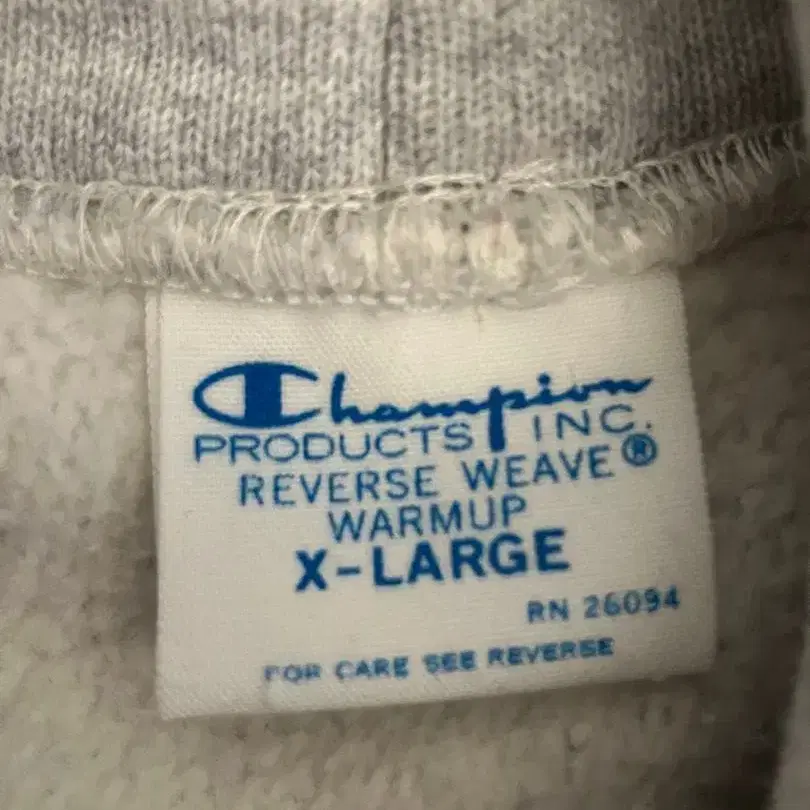 Champion
PRODUCTS INC.
REVERSE WEAVE®
WARMUP
X-LARGE
RN 26094
FOR CARE SEE REVERSE